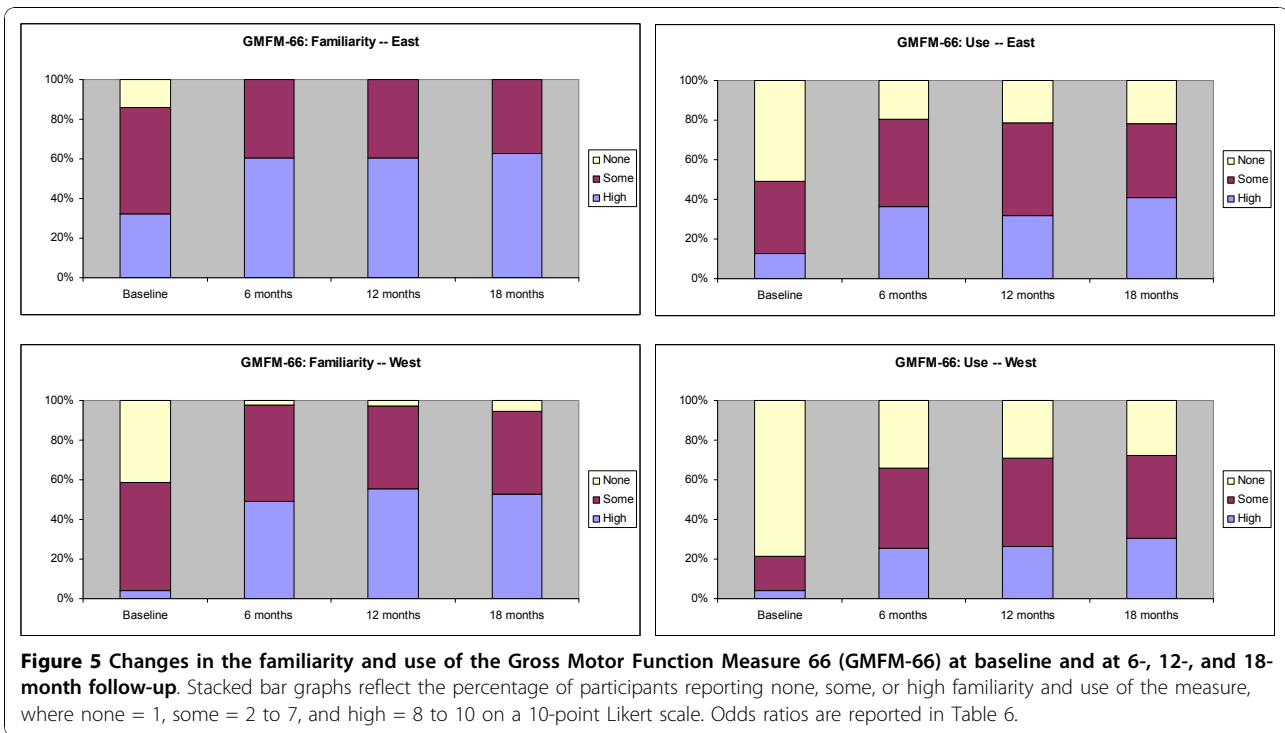 GMFM-66: Familiarity -- East
100%
80%
60%
40%
20%
0%
Baseline 6 months 12 months 18 months
None
Some
High
GMFM-66: Use -- East
100%
80%
60%
40%
20%
0%
Baseline 6 months 12 months 18 months
None
Some
High
GMFM-66: Familiarity -- West
100%
80%
60%
40%
20%
0%
Baseline 6 months 12 months 18 months
None
Some
High
GMFM-66: Use -- West
100%
80%
60%
40%
20%
0%
Baseline 6 months 12 months 18 months
None
Some
High
Figure 5 Changes in the familiarity and use of the Gross Motor Function Measure 66 (GMFM-66) at baseline and at 6-, 12-, and 18-
month follow-up. Stacked bar graphs reflect the percentage of participants reporting none, some, or high familiarity and use of the measure,
where none = 1, some = 2 to 7, and high = 8 to 10 on a 10-point Likert scale. Odds ratios are reported in Table 6.